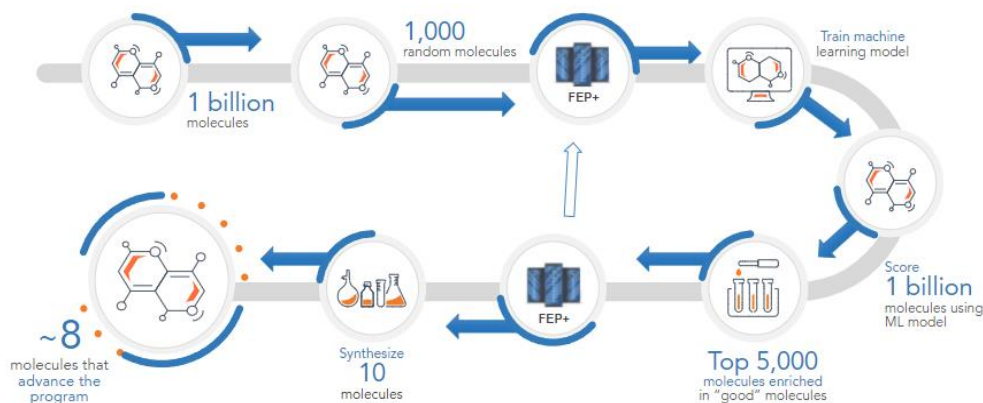 1 billion
molecules
1,000
random molecules
FEP+
Train machine
learning model
Score
1 billion
molecules using
ML model
Top 5,000
molecules enriched
in "good" molecules
FEP+
Synthesize
10
molecules
~8
molecules that
advance the
program